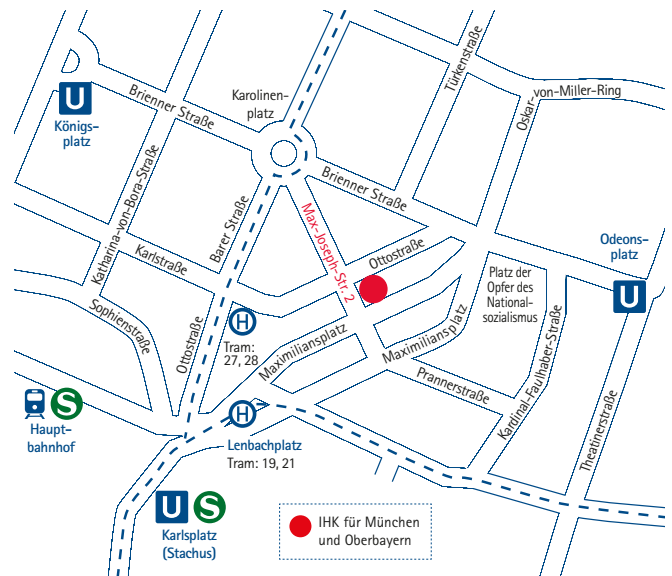 Türkenstraße
Oskar-von-Miller-Ring
Karolinen-
platz
U
Brienner Straße
Königs-
platz
Brienner Straße
Katharina-von-Bora-Straße
Barer Straße
Max-Joseph-Str. 2
Karlstraße
Ottostraße
Odeons-
platz
U
Platz der
Opfer des
National-
sozialismus
Sophienstraße
Ottostraße
H
Tram:
27, 28
Maximiliansplatz
Maximiliansplatz
Prannerstraße
Kardinal-Faulhaber-Straße
Theatinerstraße
S
Haupt-
bahnhof
H
Lenbachplatz
Tram: 19, 21
U S
Karlsplatz
(Stachus)
IHK für München
und Oberbayern